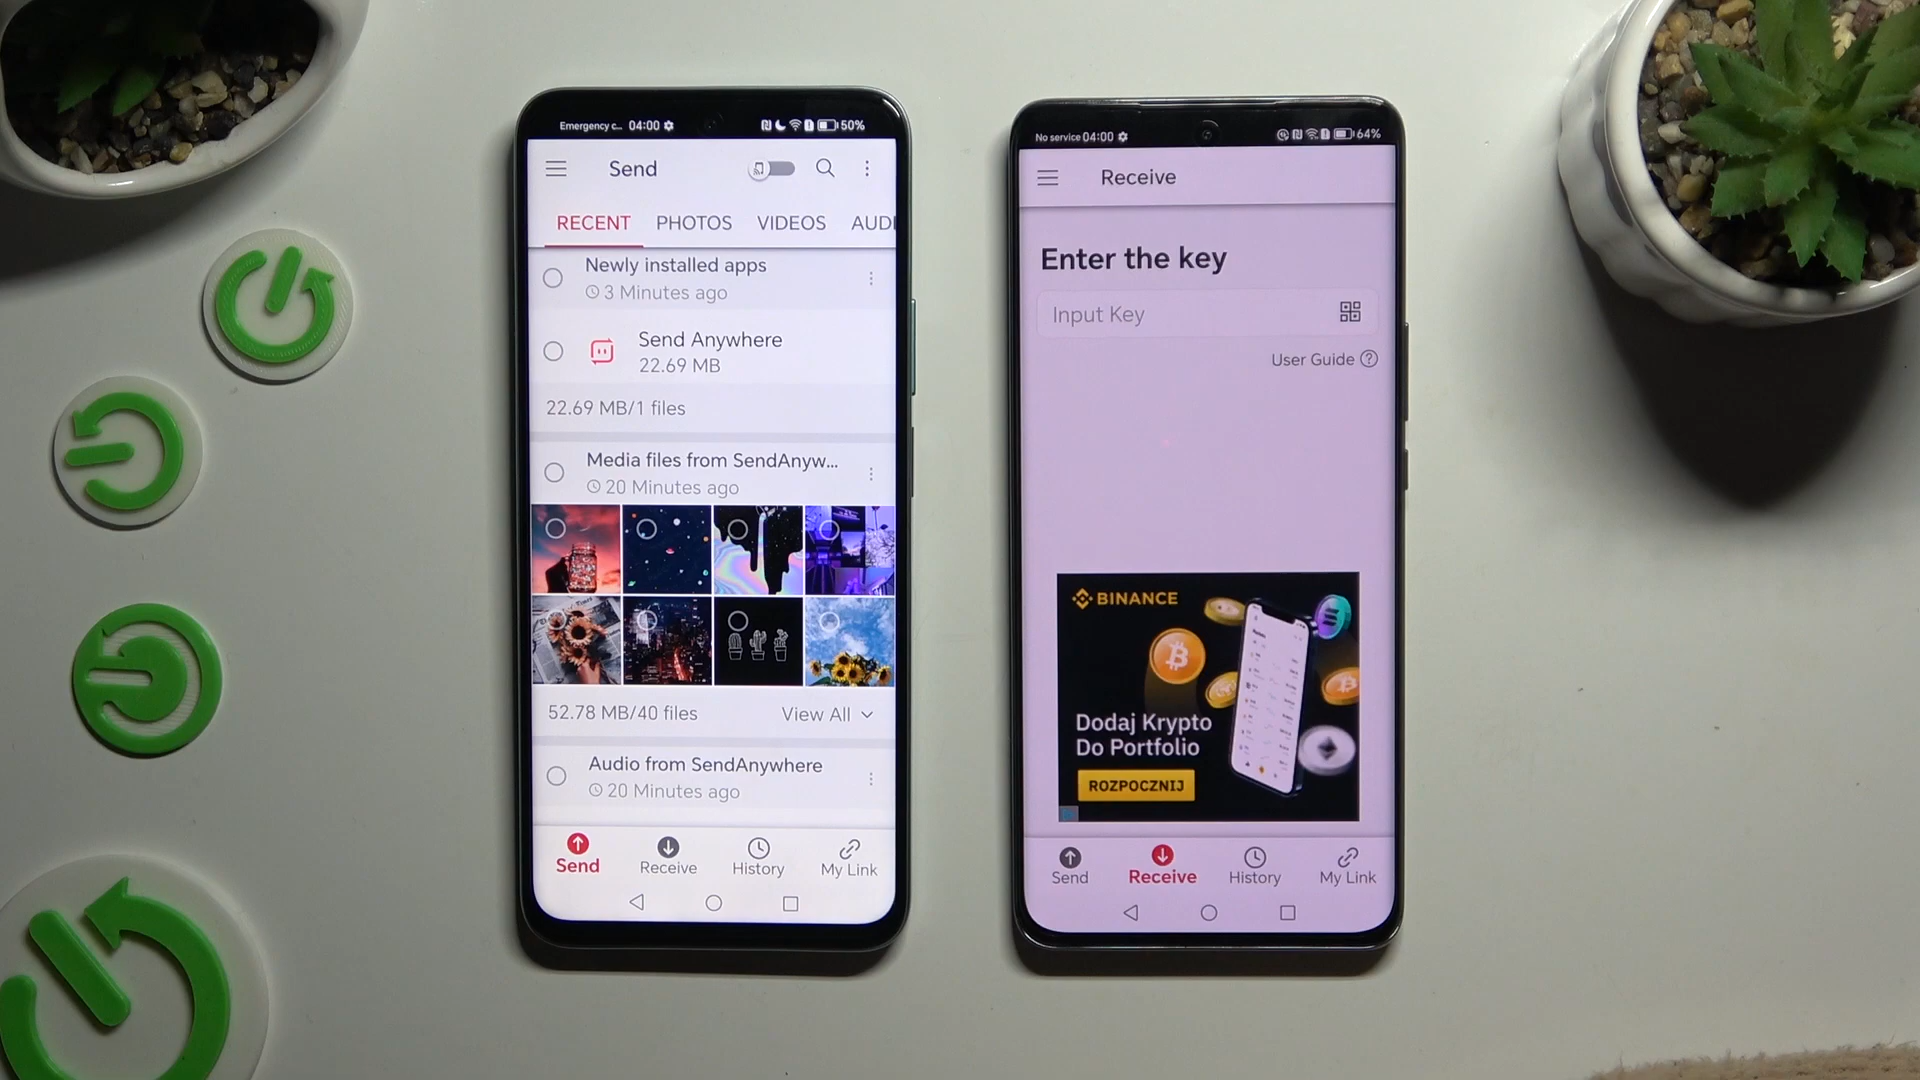 Emergency c... 04:00 50%
Send
RECENT PHOTOS VIDEOS AUDI
Newly installed apps
3 Minutes ago
Send Anywhere
22.69 MB
22.69 MB/1 files
Media files from SendAnyw...
20 Minutes ago
52.78 MB/40 files View All
Audio from SendAnywhere
20 Minutes ago
Send Receive History My Link
No service 04:00 64%
Receive
Enter the key
Input Key
User Guide
BINANCE
Dodaj Krypto
Do Portfolio
ROZPOCZNIJ
Send Receive History My Link